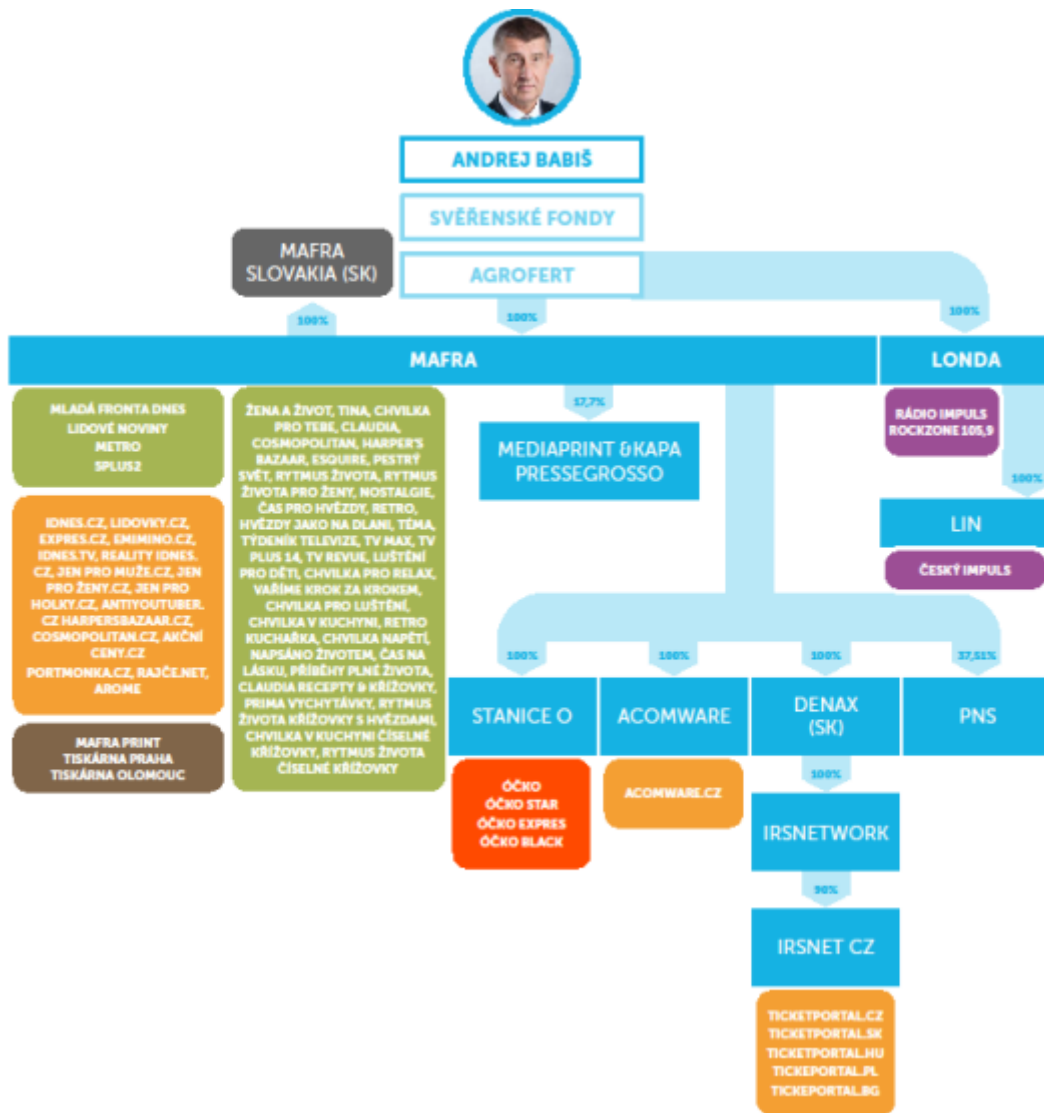 ANDREJ BABIŠ
SVĚŘENSKÉ FONDY
MAFRA
SLOVAKIA (SK)
AGROFERT
100%
100%
100%
MAFRA
LONDA
MLADÁ FRONTA DNES
LIDOVÉ NOVINY
METRO
5PLUS2
IDNES.CZ, LIDOVKY.CZ,
EXPRES.CZ, EMIMINO.CZ,
IDNES.TV, REALITY IDNES.
CZ, JEN PRO MUŽE.CZ, JEN
PRO ŽENY.CZ, JEN PRO
HOLKY.CZ, ANTIYOUTUBER.
CZ HARPERSBAZAAR.CZ,
COSMOPOLITAN.CZ, AKČNÍ
CENY.CZ
PORTMONKA.CZ, RAJČE.NET,
AROME
MAFRA PRINT
TISKÁRNA PRAHA
TISKÁRNA OLOMOUC
ŽENA A ŽIVOT, TINA, CHVILKA
PRO TEBE, CLAUDIA,
COSMOPOLITAN, HARPER'S
BAZAAR, ESQUIRE, PESTRÝ
SVĚT, RYTMUS ŽIVOTA, RYTMUS
ŽIVOTA PRO ŽENY, NOSTALGIE,
ČAS PRO HVĚZDY, RETRO,
HVĚZDY JAKO NA DLANI, TÉMA,
TÝDENÍK TELEVIZE, TV MAX, TV
PLUS 14, TV REVUE, LUŠTĚNÍ
PRO DĚTI, CHVILKA PRO RELAX,
VAŘÍME KROK ZA KROKEM,
CHVILKA PRO LUŠTĚNÍ,
CHVILKA V KUCHYNI, RETRO
KUCHAŘKA, CHVILKA NAPĚTÍ,
NAPSÁNO ŽIVOTEM, ČAS NA
LÁSKU, PŘÍBĚHY PLNÉ ŽIVOTA,
CLAUDIA RECEPTY & KŘÍŽOVKY,
PRIMA VYCHYTÁVKY, RYTMUS
ŽIVOTA KŘÍŽOVKY S HVĚZDAMI,
CHVILKA V KUCHYNI ČÍSELNÉ
KŘÍŽOVKY, RYTMUS ŽIVOTA
ČÍSELNÉ KŘÍŽOVKY
17,7%
MEDIAPRINT &KAPA
PRESSEGROSSO
RÁDIO IMPULS
ROCKZONE 105,9
100%
LIN
ČESKÝ IMPULS
100%
100%
100%
37,51%
STANICE O
ACOMWARE
DENAX
(SK)
PNS
ÓČKO
ÓČKO STAR
ÓČKO EXPRES
ÓČKO BLACK
ACOMWARE.CZ
100%
IRSNETWORK
90%
IRSNET CZ
TICKETPORTAL.CZ
TICKETPORTAL.SK
TICKETPORTAL.HU
TICKEPORTAL.PL
TICKEPORTAL.BG